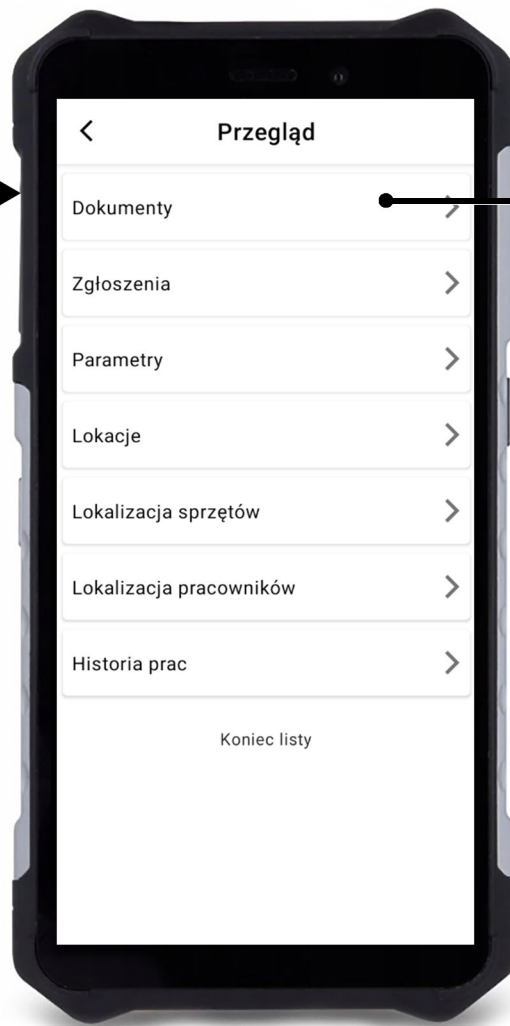 Przegląd
Dokumenty
Zgłoszenia
Parametry
Lokacje
Lokalizacja sprzętów
Lokalizacja pracowników
Historia prac
Koniec listy